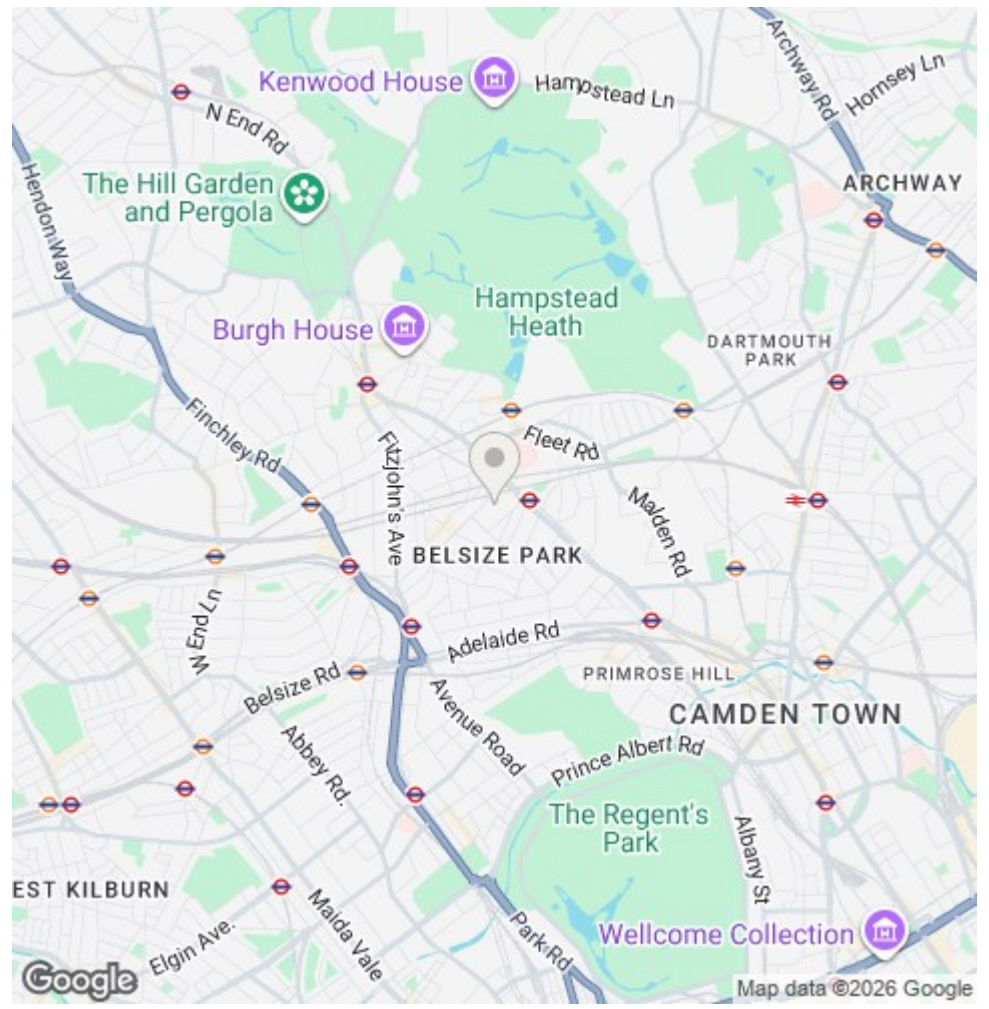 Kenwood House
Hampstead Ln
Archway Rd
Hornsey Ln
N End Rd
The Hill Garden
and Pergola
ARCHWAY
Hendon Way
Hampstead
Heath
Burgh House
DARTMOUTH
PARK
Finchley Rd
Fitzjohn's Ave
Fleet Rd
Malden Rd
BELSIZE PARK
W End Ln
Adelaide Rd
Belsize Rd
PRIMROSE HILL
Avenue Road
CAMDEN TOWN
Abbey Rd.
Prince Albert Rd
The Regent's
Park
Albany St
EST KILBURN
Maida Vale
Elgin Ave.
Park Rd
Wellcome Collection
Google
Map data ©2026 Google